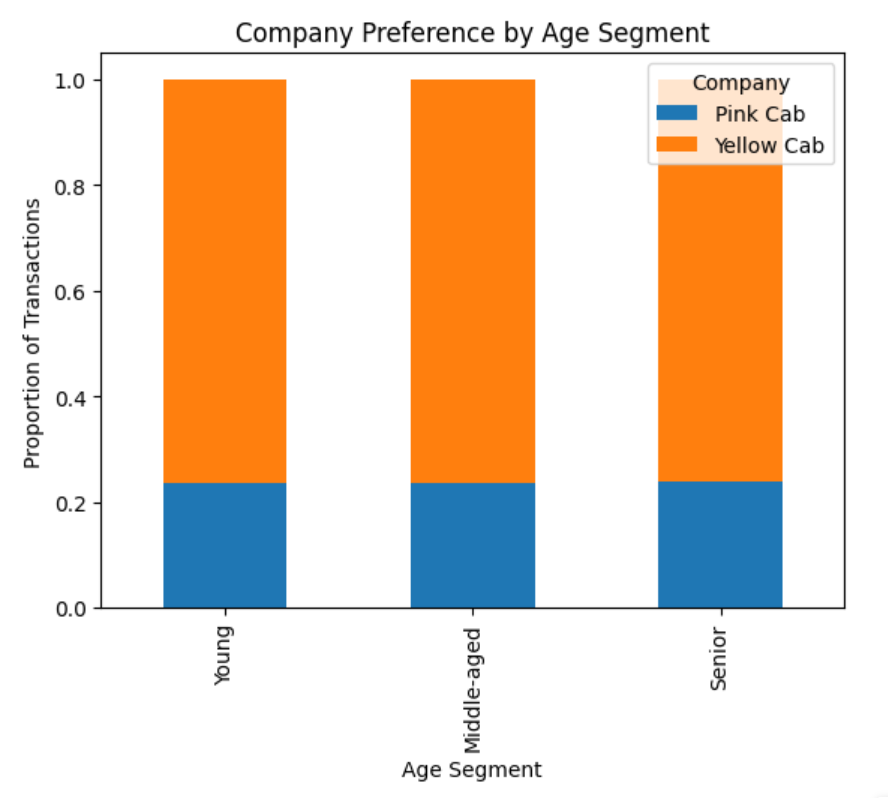 Company Preference by Age Segment
Company
Pink Cab
Yellow Cab
Proportion of Transactions
1.0
0.8
0.6
0.4
0.2
0.0
Young
Middle-aged
Senior
Age Segment